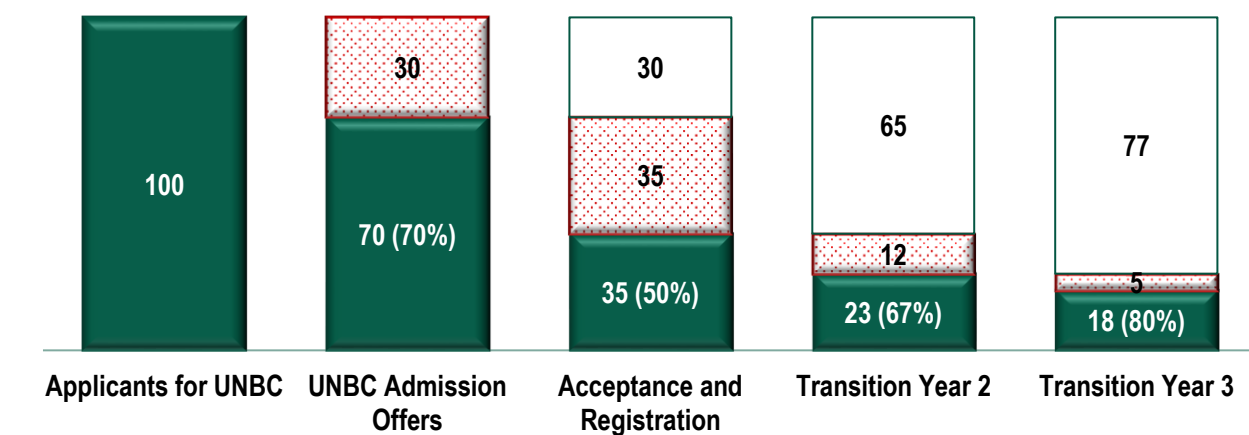 30
30
65
77
100
35
70 (70%)
12
5
35 (50%)
23 (67%)
18 (80%)
Applicants for UNBC
UNBC Admission
Offers
Acceptance and
Registration
Transition Year 2
Transition Year 3